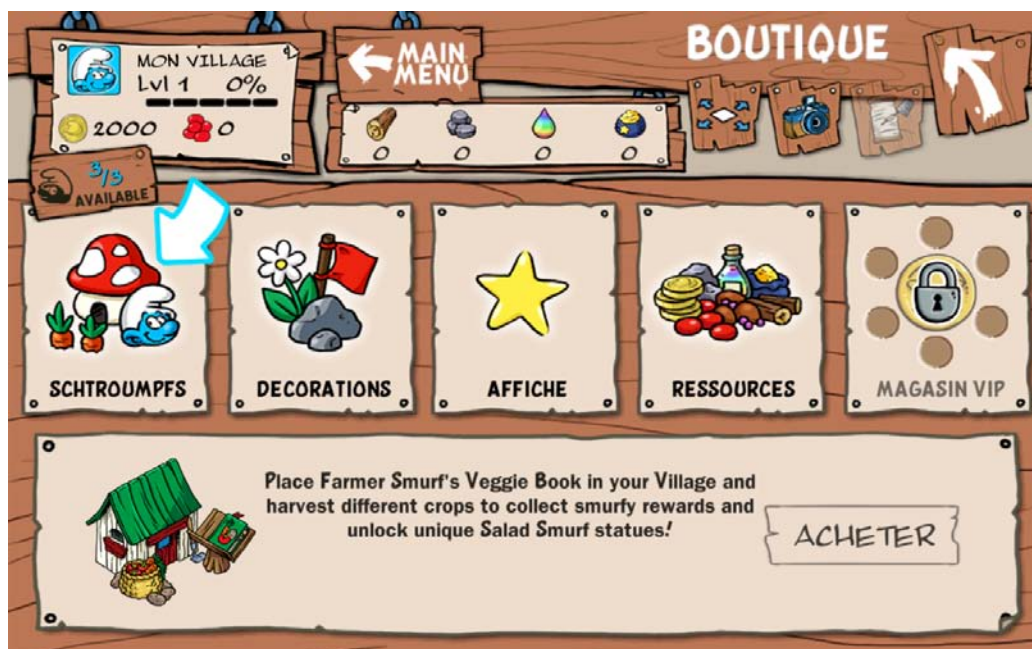 MON VILLAGE
Lvl 1 0%
2000 0
3/3
AVAILABLE
MAIN
MENU
0 0 0 0
BOUTIQUE
SCHTROUMPFS
DECORATIONS
AFFICHE
RESSOURCES
MAGASIN VIP
Place Farmer Smurf's Veggie Book in your Village and
harvest different crops to collect smurfy rewards and
unlock unique Salad Smurf statues!
ACHETER